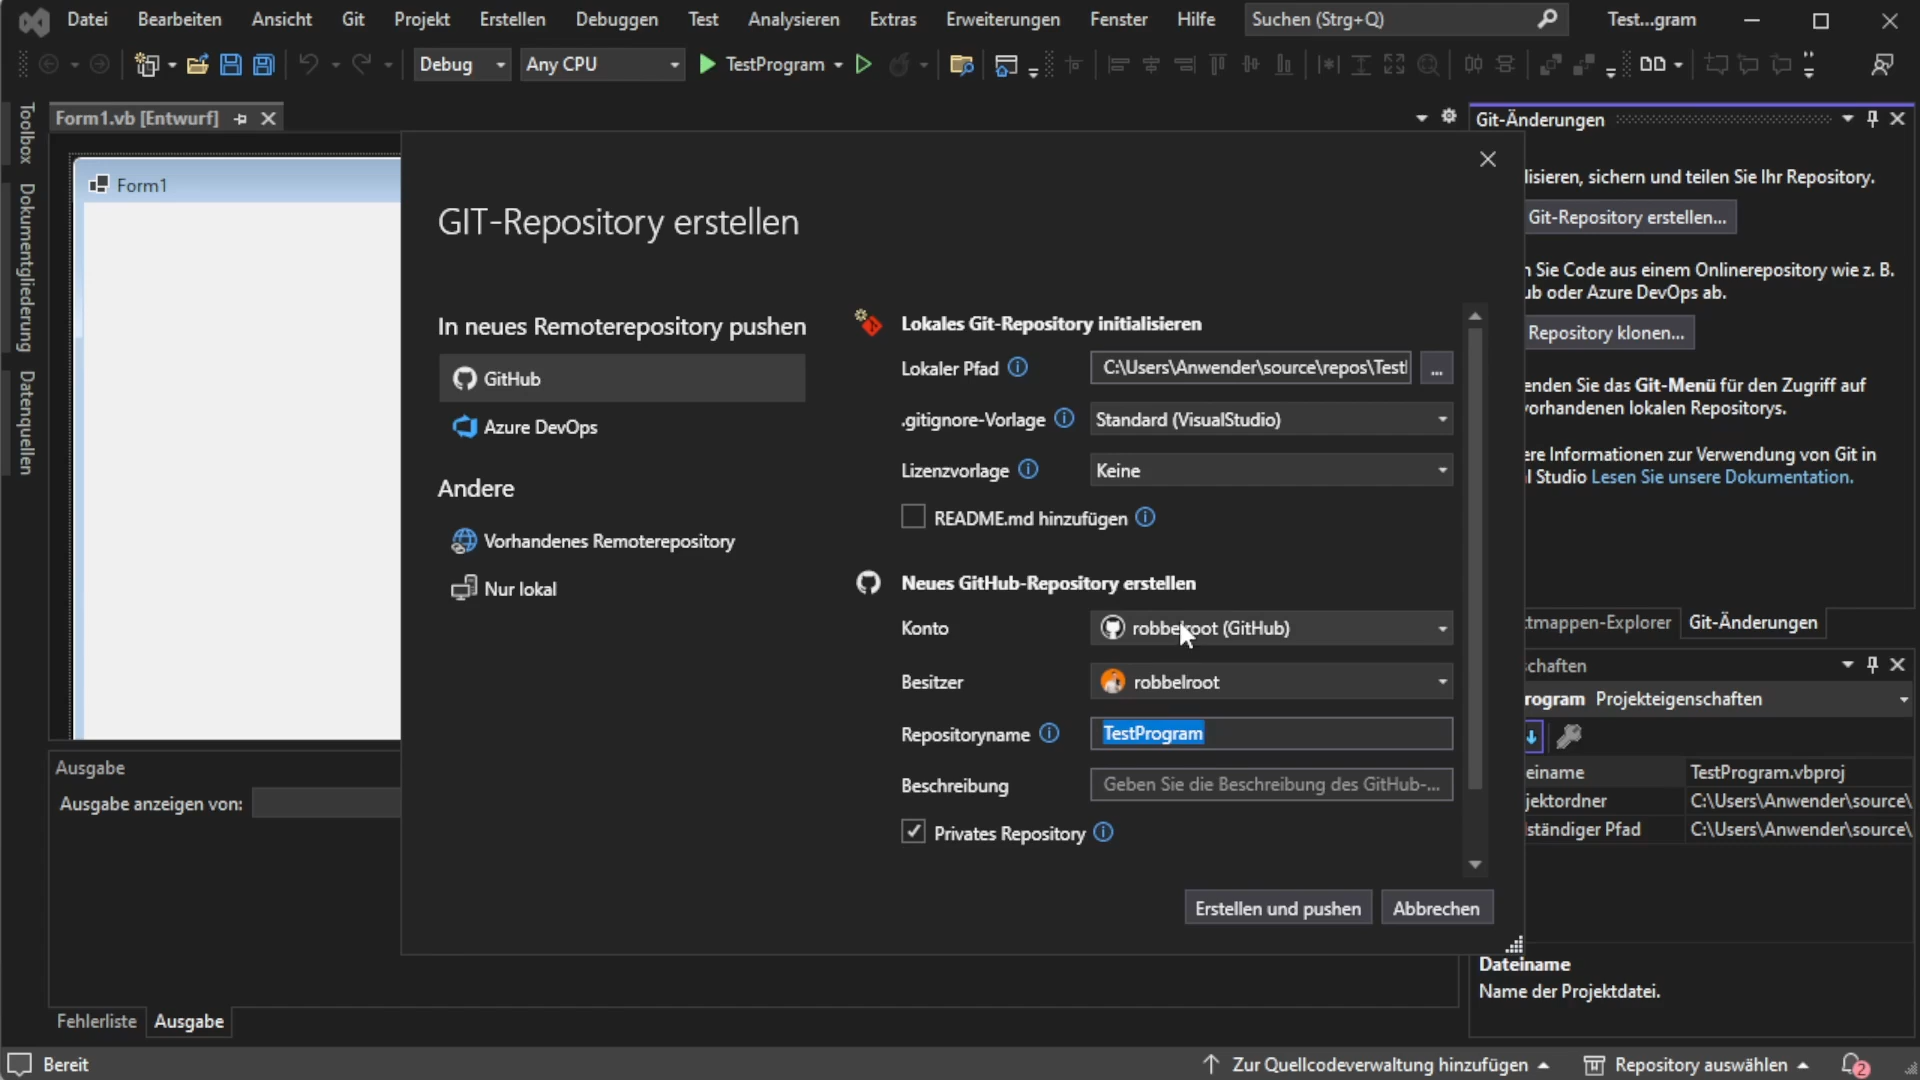 Datei Bearbeiten Ansicht Git Projekt Erstellen Debuggen Test Analysieren Extras Erweiterungen Fenster Hilfe Suchen (Strg+Q) Test...gram
Debug Any CPU TestProgram
Toolbox
Dokumentgliederung
Datenquellen
Form1.vb [Entwurf]
Form1
GIT-Repository erstellen
In neues Remoterepository pushen
GitHub
Azure DevOps
Andere
Vorhandenes Remoterepository
Nur lokal
Lokales Git-Repository initialisieren
Lokaler Pfad C:\Users\Anwender\source\repos\Test ...
.gitignore-Vorlage Standard (VisualStudio)
Lizenzvorlage Keine
README.md hinzufügen
Neues GitHub-Repository erstellen
Konto robbelroot (GitHub)
Besitzer robbelroot
Repositoryname TestProgram
Beschreibung Geben Sie die Beschreibung des GitHub-...
Privates Repository
Erstellen und pushen Abbrechen
Git-Änderungen
lisieren, sichern und teilen Sie Ihr Repository.
Git-Repository erstellen...
n Sie Code aus einem Onlinerepository wie z. B.
ub oder Azure DevOps ab.
Repository klonen...
enden Sie das Git-Menü für den Zugriff auf
vorhandenen lokalen Repositorys.
ere Informationen zur Verwendung von Git in
l Studio Lesen Sie unsere Dokumentation.
tmappen-Explorer Git-Änderungen
schaften
rogram Projekteigenschaften
einame TestProgram.vbproj
jektordner C:\Users\Anwender\source\
ständiger Pfad C:\Users\Anwender\source\
Dateiname
Name der Projektdatei.
Ausgabe
Ausgabe anzeigen von:
Fehlerliste Ausgabe
Bereit Zur Quellcodeverwaltung hinzufügen Repository auswählen 2